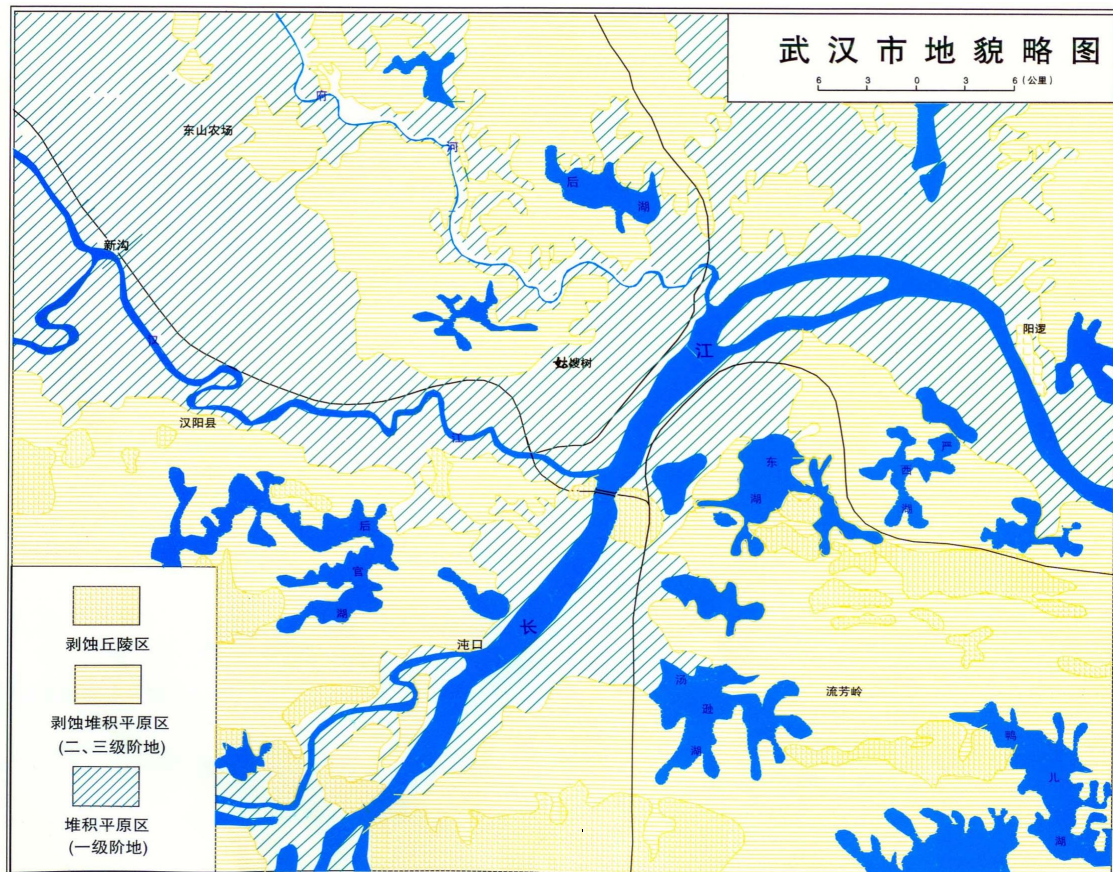 武汉市地貌略图
6 3 0 3 6 (公里)
府
东山农场
河
后
湖
新沟
阳逻
江
姑嫂树
汉
汉阳县
江
东
湖
严
西
湖
后
官
湖
长
沌口
汤
逊
湖
流芳岭
鸭
儿
湖
剥蚀丘陵区
剥蚀堆积平原区
(二、三级阶地)
堆积平原区
(一级阶地)